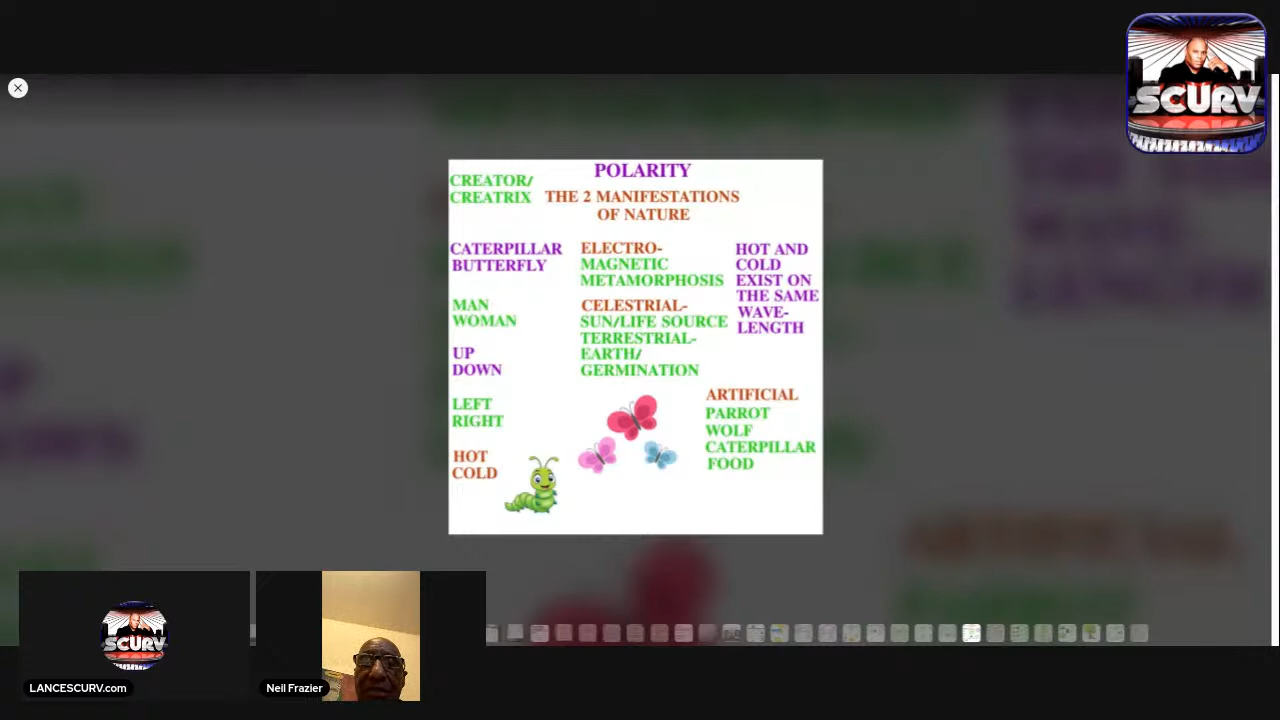 SCURV
POLARITY
CREATOR/
CREATRIX
THE 2 MANIFESTATIONS
OF NATURE
CATERPILLAR
BUTTERFLY
MAN
WOMAN
UP
DOWN
LEFT
RIGHT
HOT
COLD
ELECTRO-
MAGNETIC
METAMORPHOSIS
CELESTRIAL-
SUN/LIFE SOURCE
TERRESTRIAL-
EARTH/
GERMINATION
HOT AND
COLD
EXIST ON
THE SAME
WAVE-
LENGTH
ARTIFICIAL
PARROT
WOLF
CATERPILLAR
FOOD
SCURV
LANCESCURV.com
Neil Frazier